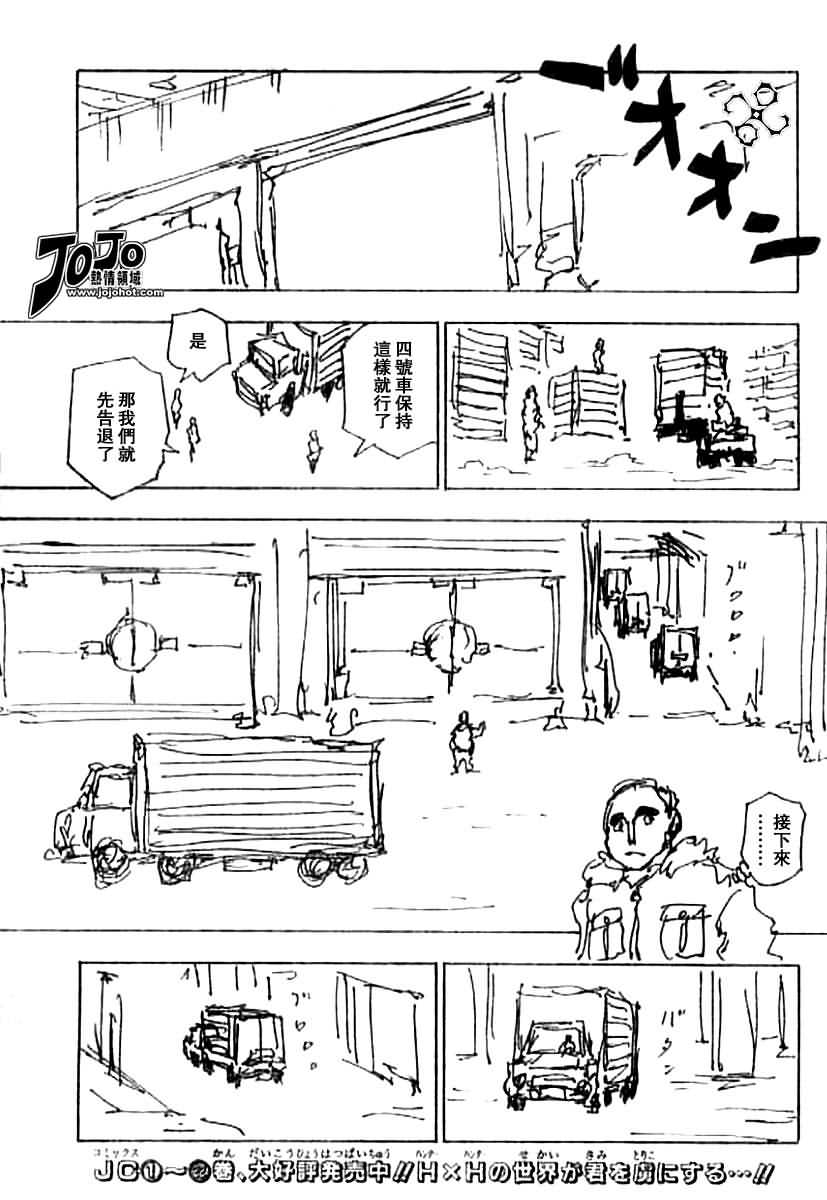 ゴオオン
JOJO
熱情領域
www.jojohot.com
四號車保持
這樣就行了
是
那我們就
先告退了
ブロロロ．
接下來
………
バタン
ブロロロ．
JC①～㉜巻、大好評発売中!!H×Hの世界が君を虜にする…!!